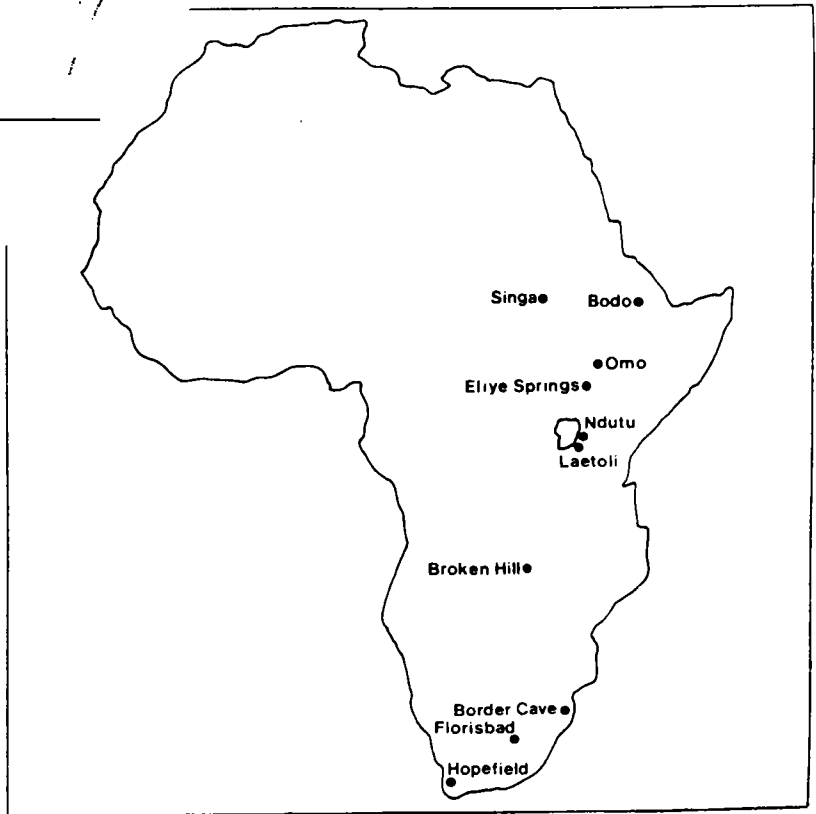 Singa
Bodo
Omo
Eliye Springs
Ndutu
Laetoli
Broken Hill
Border Cave
Florisbad
Hopefield